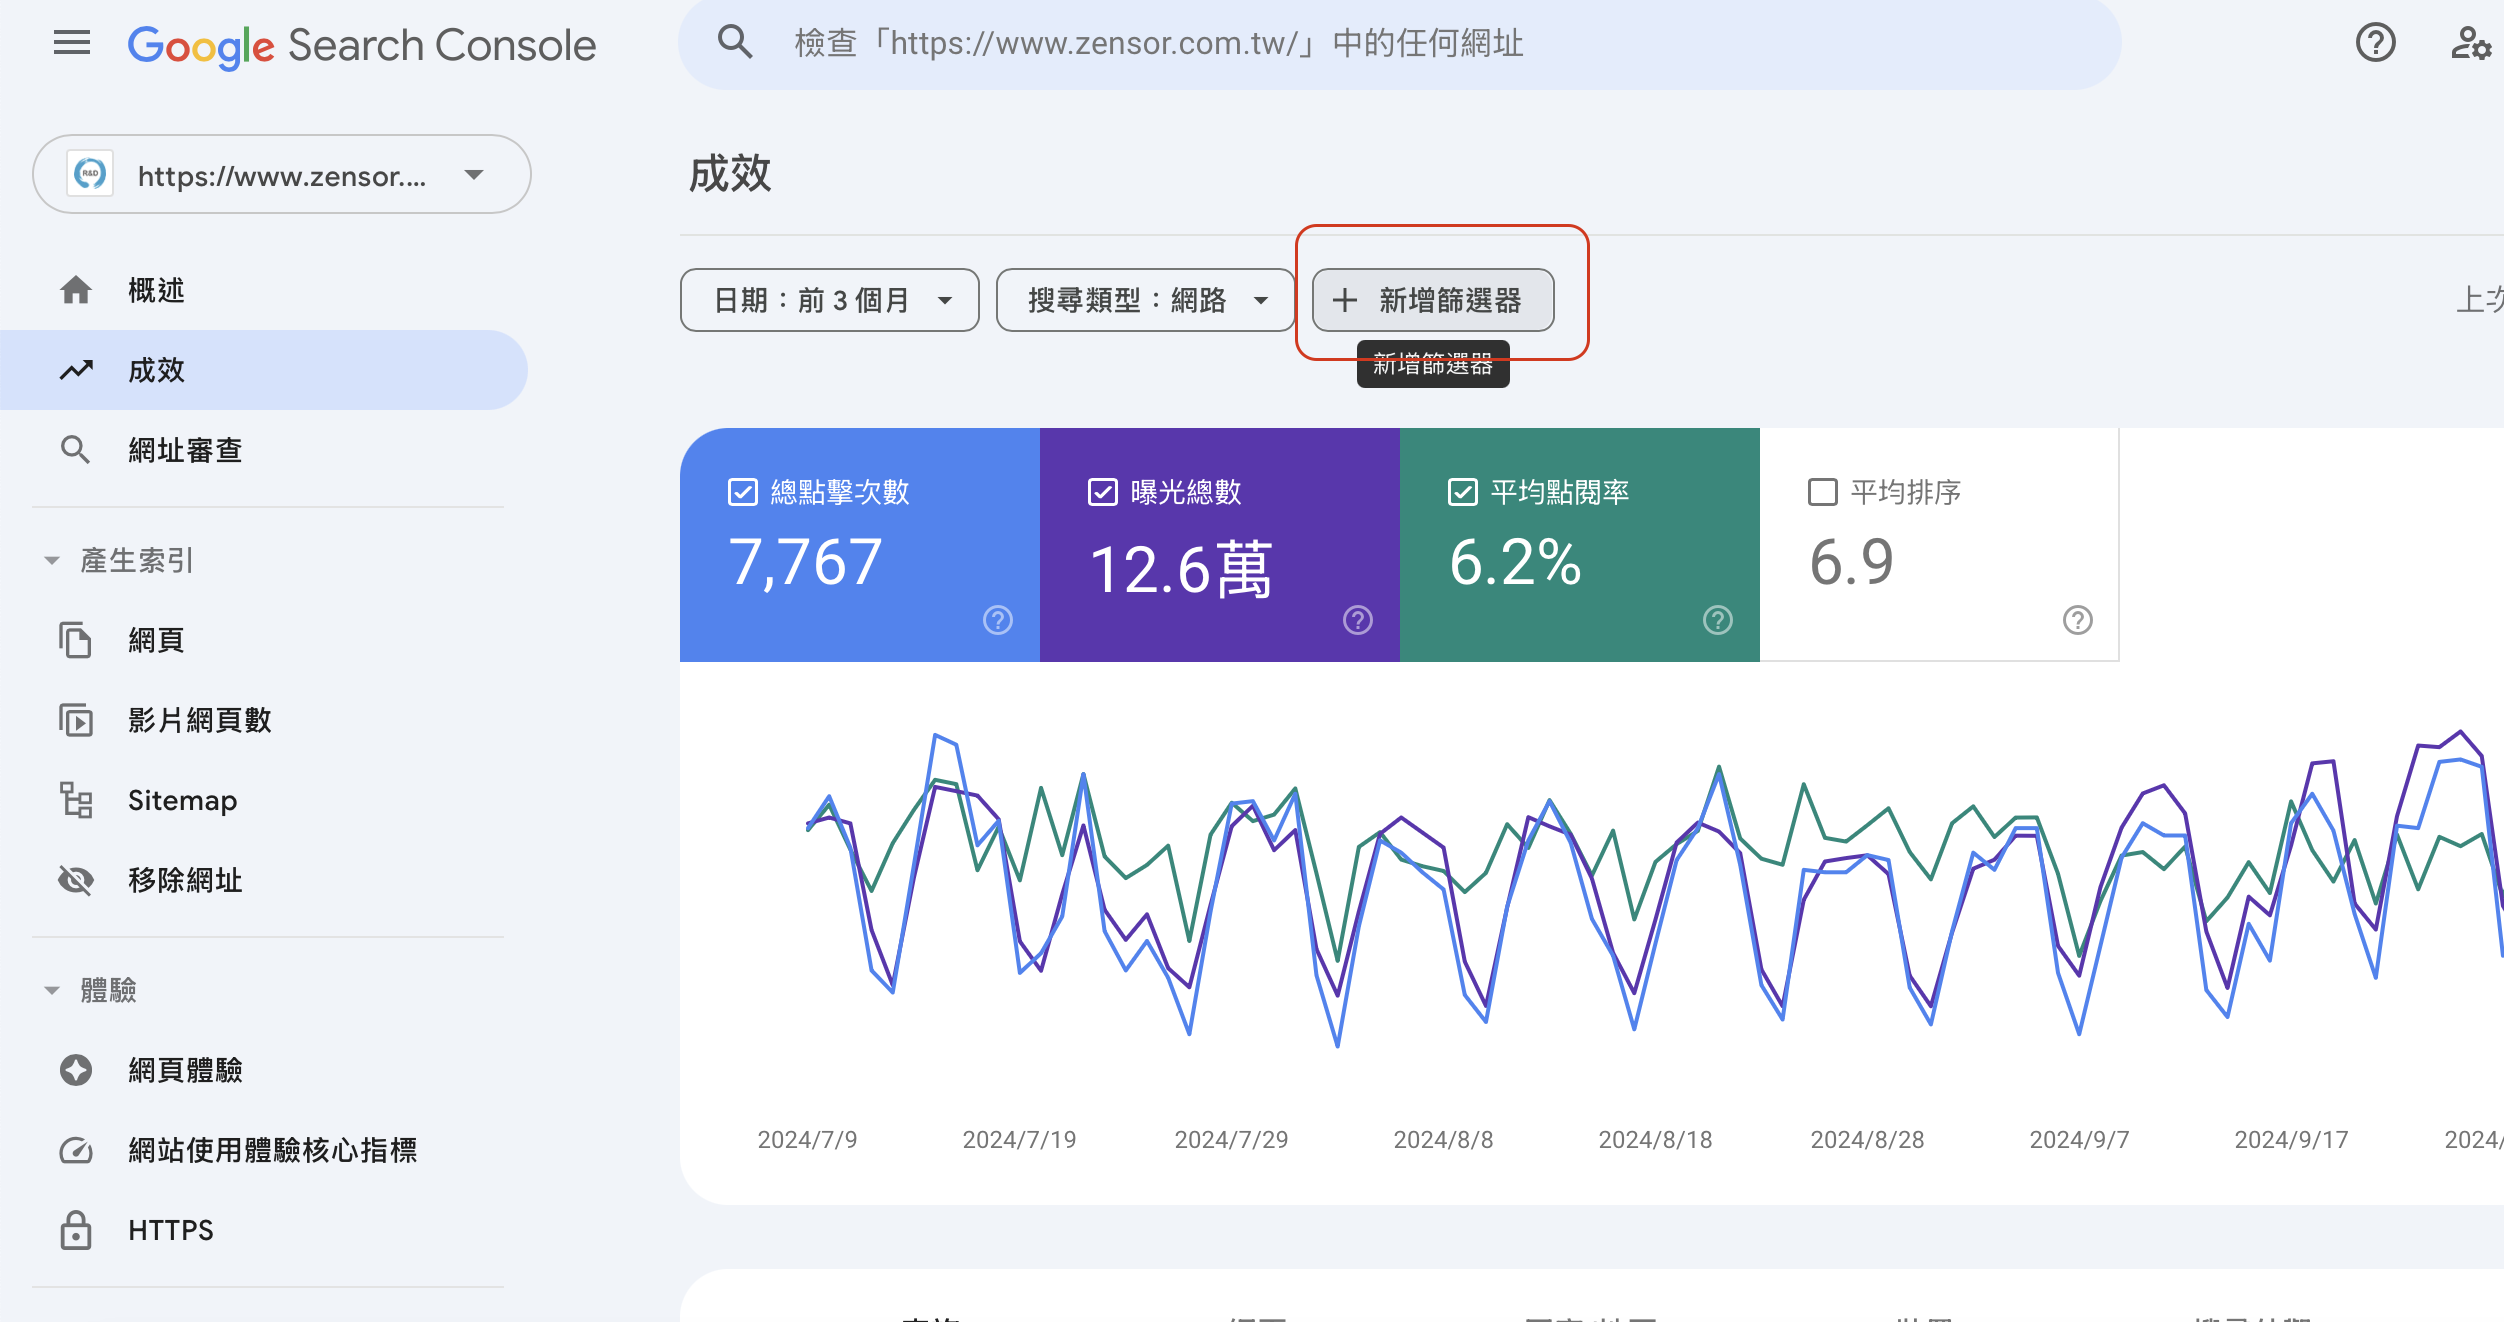 Google Search Console
檢查「https://www.zensor.com.tw/」中的任何網址
R&D
https://www.zensor....
概述
成效
網址審查
產生索引
網頁
影片網頁數
Sitemap
移除網址
體驗
網頁體驗
網站使用體驗核心指標
HTTPS
成效
日期：前 3 個月
搜尋類型：網路
新增篩選器
上次
新增篩選器
總點擊次數
7,767
曝光總數
12.6萬
平均點閱率
6.2%
平均排序
6.9
2024/7/9
2024/7/19
2024/7/29
2024/8/8
2024/8/18
2024/8/28
2024/9/7
2024/9/17
2024/